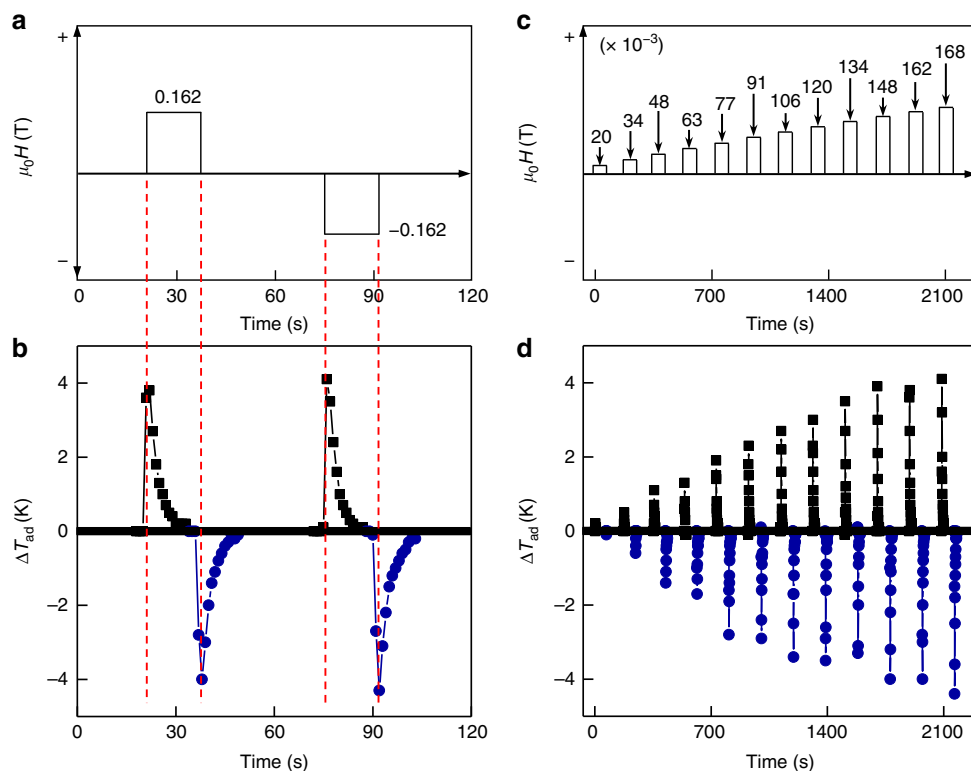 a
+
0.162
μ₀H (T)
−0.162
−
0 30 60 90 120
Time (s)
b
4
2
0
−2
−4
ΔTad (K)
0 30 60 90 120
Time (s)
c
+
(× 10⁻³)
20 34 48 63 77 91 106 120 134 148 162 168
μ₀H (T)
−
0 700 1400 2100
Time (s)
d
4
2
0
−2
−4
ΔTad (K)
0 700 1400 2100
Time (s)